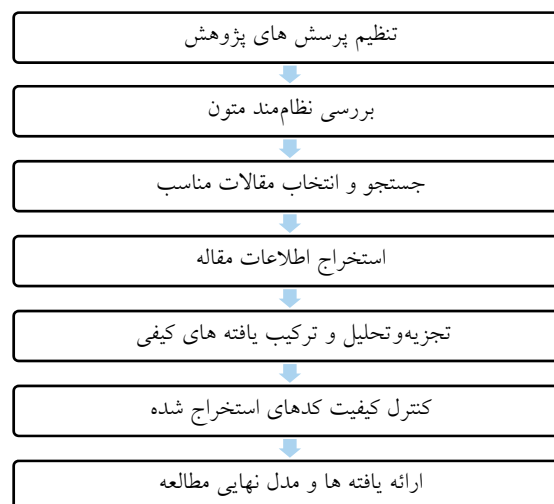 تنظیم پرسش های پژوهش
بررسی نظام‌مند متون
جستجو و انتخاب مقالات مناسب
استخراج اطلاعات مقاله
تجزیه‌وتحلیل و ترکیب یافته های کیفی
کنترل کیفیت کدهای استخراج شده
ارائه یافته ها و مدل نهایی مطالعه